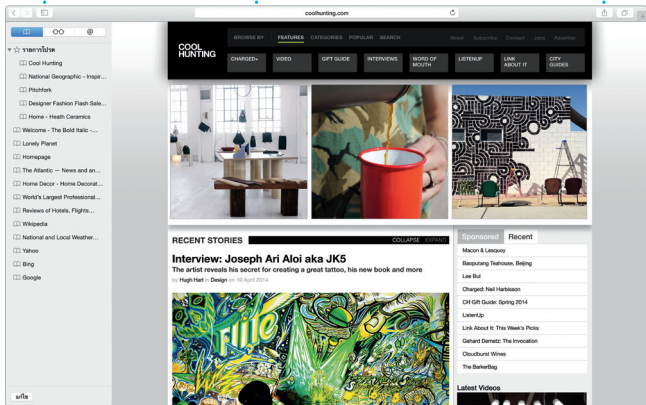 coolhunting.com
รายการโปรด
Cool Hunting
National Geographic - Inspir...
Pitchfork
Designer Fashion Flash Sale...
Home - Heath Ceramics
Welcome - The Bold Italic -...
Lonely Planet
Homepage
The Atlantic — News and an...
Home Decor - Home Decorat...
World's Largest Professional...
Reviews of Hotels, Flights...
Wikipedia
National and Local Weather...
Yahoo
Bing
Google
แก้ไข
COOL
HUNTING
BROWSE BY FEATURES CATEGORIES POPULAR SEARCH About Subscribe Contact Jobs Advertise
CHARGED+ VIDEO GIFT GUIDE INTERVIEWS WORD OF MOUTH LISTENUP LINK ABOUT IT CITY GUIDES
RECENT STORIES COLLAPSE EXPAND
Interview: Joseph Ari Aloi aka JK5
The artist reveals his secret for creating a great tattoo, his new book and more
by Hugh Hart in Design on 16 April 2014
Sponsored Recent
Macon & Lesquoy
Baoputang Teahouse, Beijing
Lee Bul
Charged: Neil Harbisson
CH Gift Guide: Spring 2014
ListenUp
Link About It: This Week's Picks
Gehard Demetz: The Invocation
Cloudburst Wines
The BarkerBag
Latest Videos